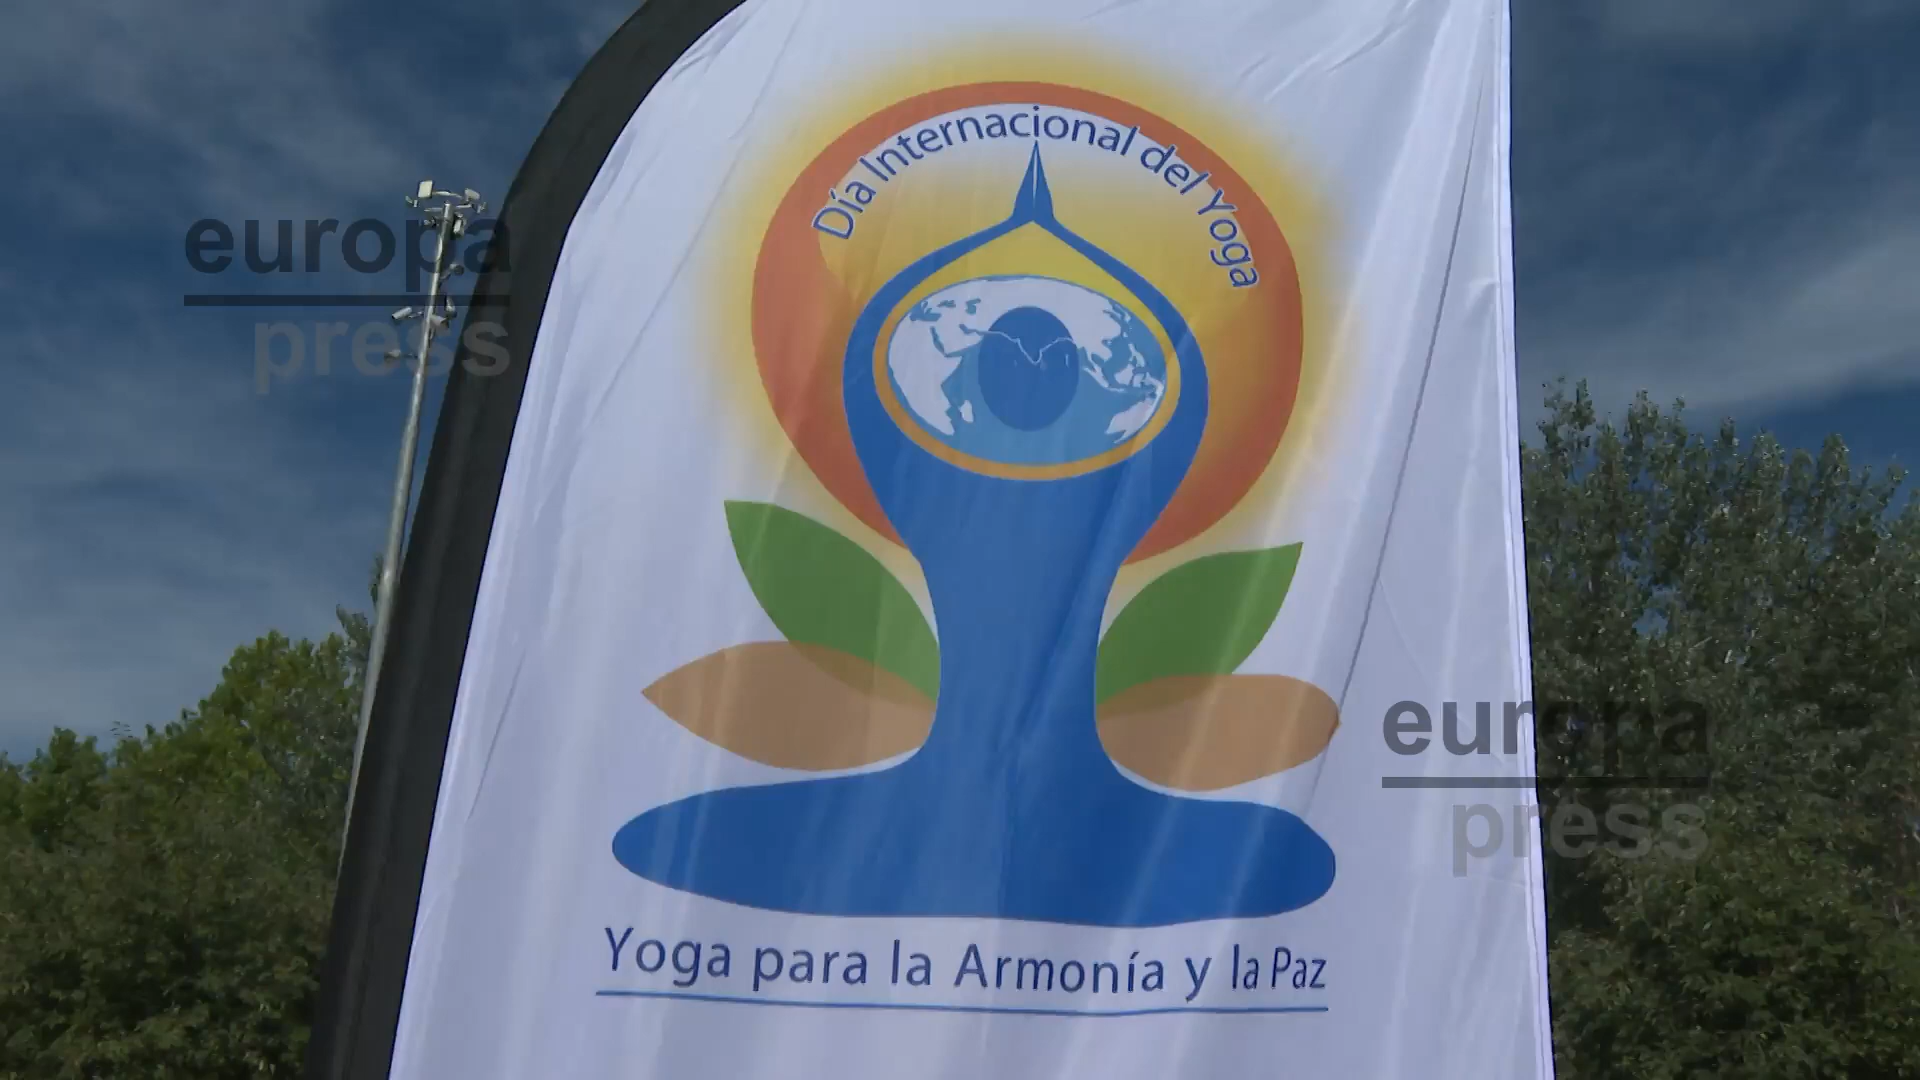 Día Internacional del Yoga
europa
press
europa
press
Yoga para la Armonía y la Paz